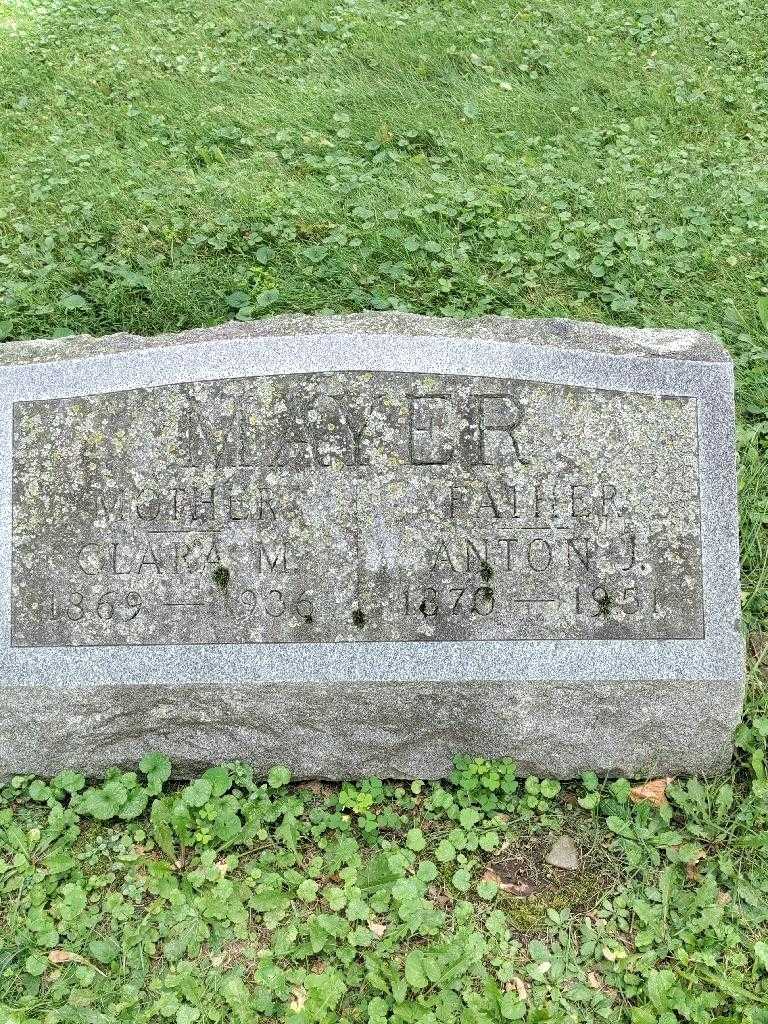 MAYER
MOTHER FATHER
CLARA M. ANTON J.
1869 — 1936 1870 — 1951